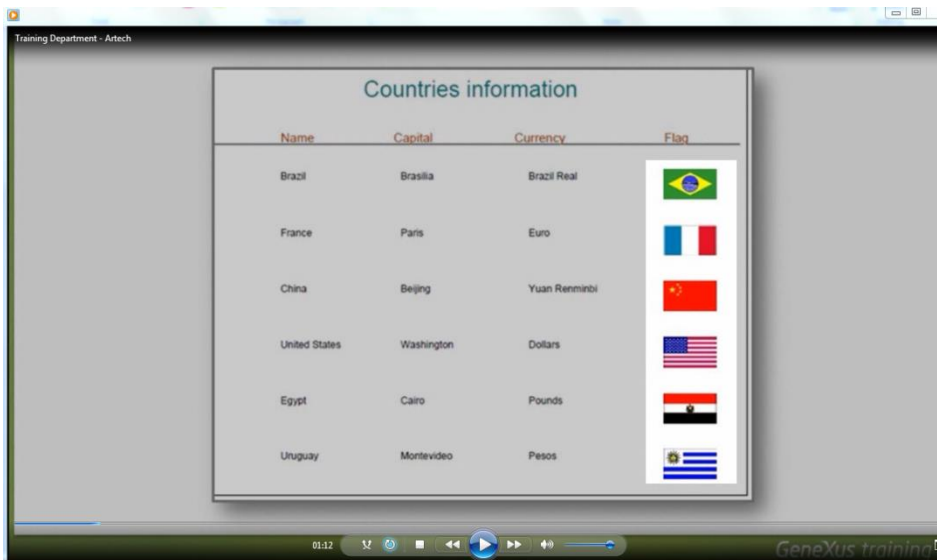 Training Department - Artech
Countries information
Name Capital Currency Flag
Brazil Brasilia Brazil Real
France Paris Euro
China Beijing Yuan Renminbi
United States Washington Dollars
Egypt Cairo Pounds
Uruguay Montevideo Pesos
01:12
GeneXus training